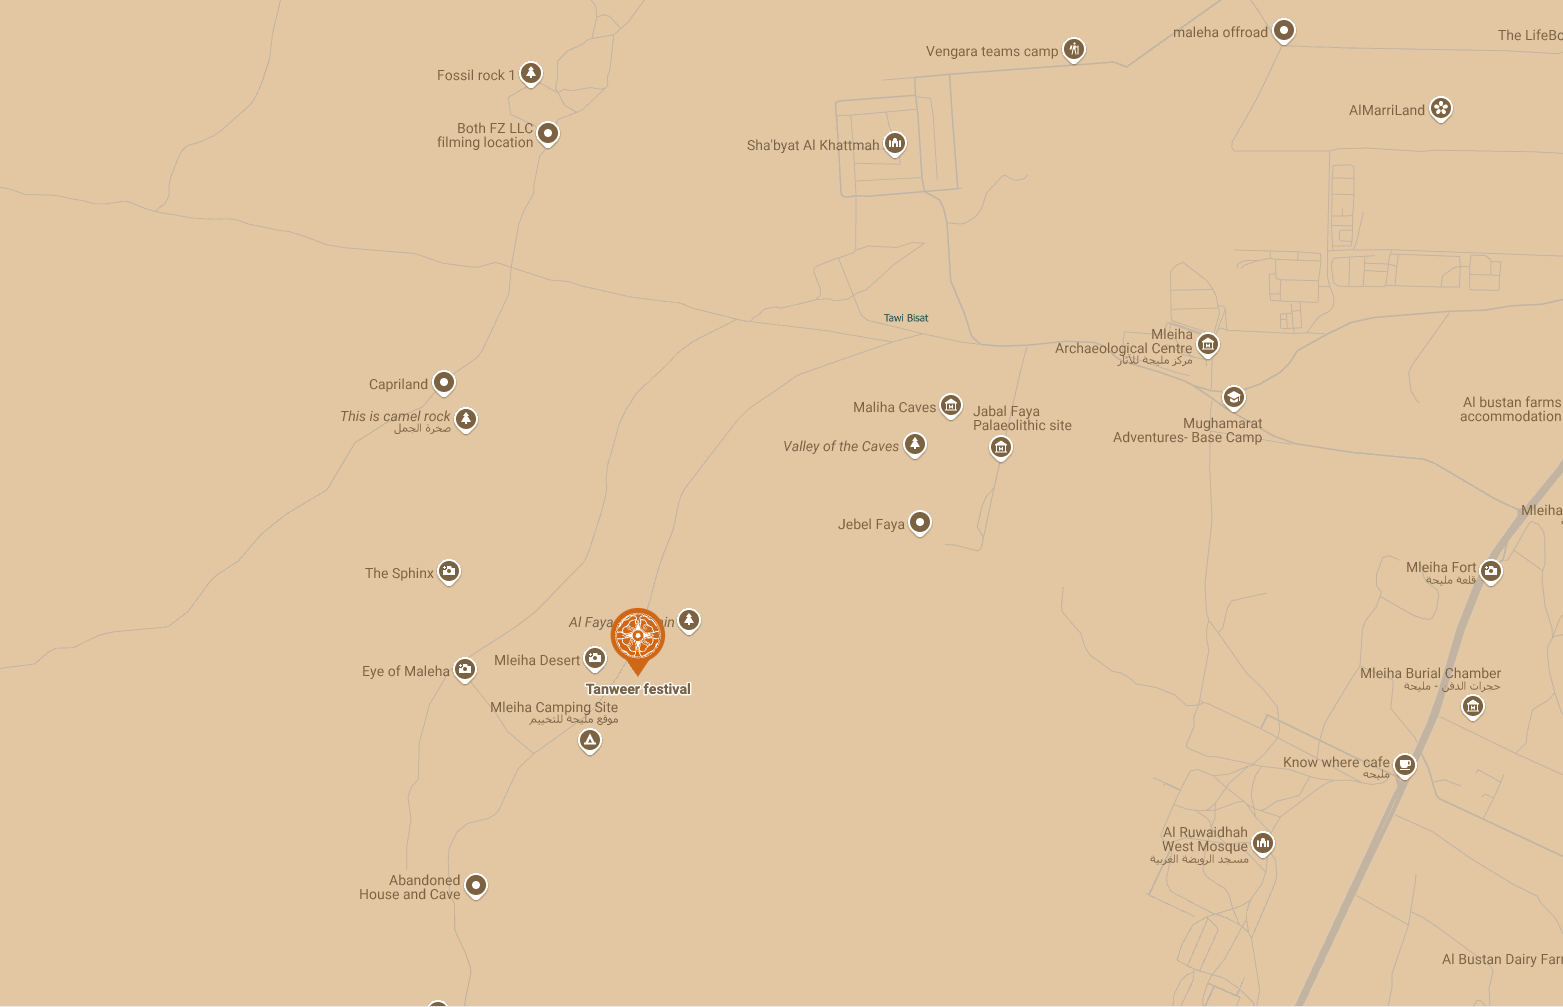 maleha offroad
The LifeBo
Vengara teams camp
Fossil rock 1
AlMarriLand
Both FZ LLC
filming location
Sha'byat Al Khattmah
Tawi Bisat
Mleiha
Archaeological Centre
مركز مليحة للآثار
Capriland
This is camel rock
صخرة الجمل
Maliha Caves
Jabal Faya
Palaeolithic site
Valley of the Caves
Mughamarat
Adventures- Base Camp
Al bustan farms
accommodation
Jebel Faya
Mleiha
The Sphinx
Mleiha Fort
قلعة مليحة
Al Faya
Mleiha Desert
Eye of Maleha
Tanweer festival
Mleiha Burial Chamber
حجرات الدفن - مليحة
Mleiha Camping Site
موقع مليحة للتخييم
Know where cafe
مليحه
Al Ruwaidhah
West Mosque
مسجد الرويضة الغربية
Abandoned
House and Cave
Al Bustan Dairy Far